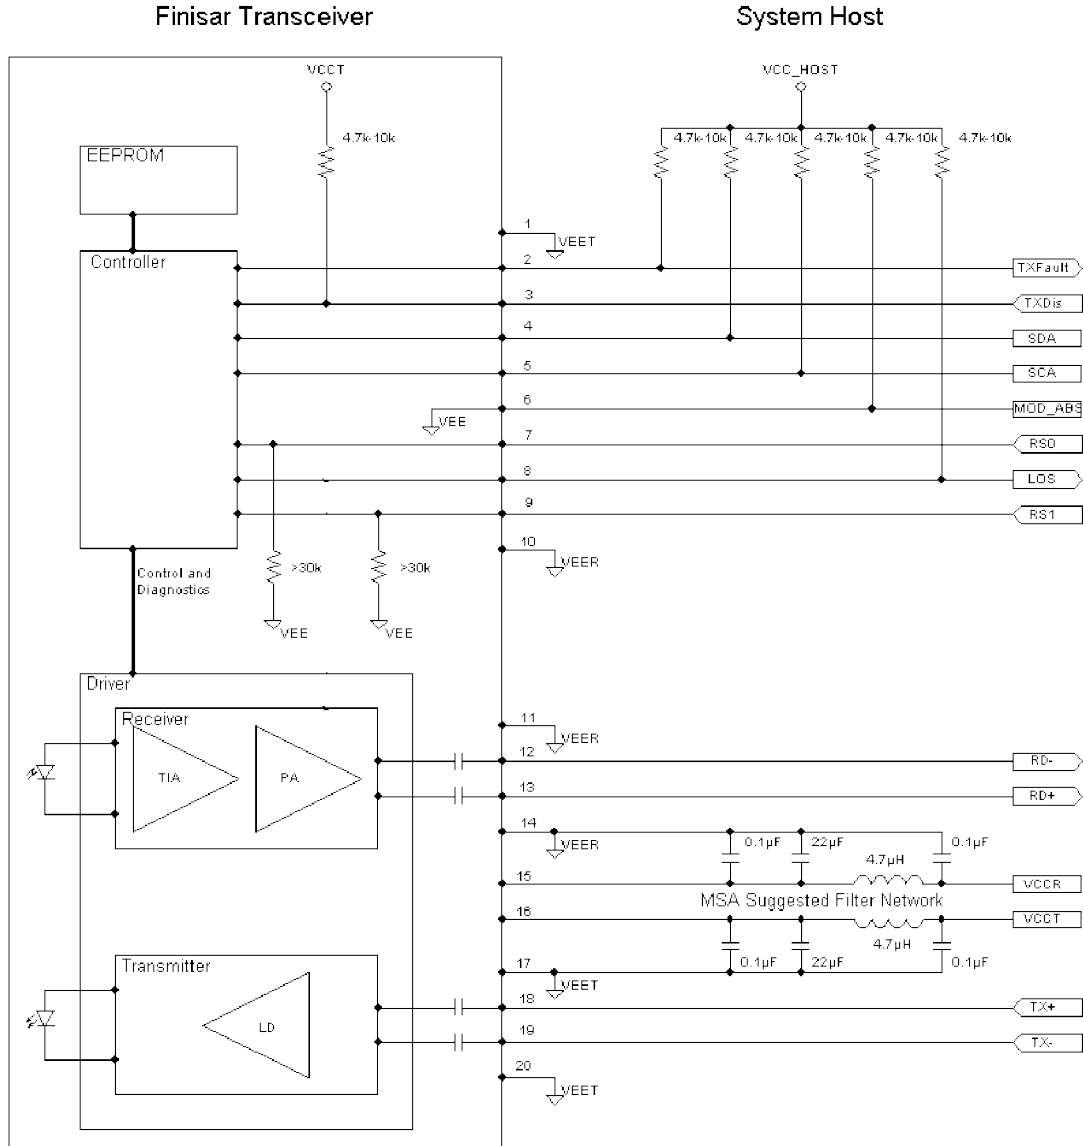 Finisar Transceiver
System Host
VCCT
VCC_HOST
4.7k-10k
4.7k-10k
4.7k-10k
4.7k-10k
4.7k-10k
4.7k-10k
EEPROM
Controller
1
VEET
2
TXFault
3
TXDis
4
SDA
5
SCA
6
VEE
MOD_ABS
7
RS0
8
LOS
9
RS1
10
VEER
Control and
Diagnostics
>30k
>30k
VEE
VEE
Driver
Receiver
TIA
PA
11
VEER
12
RD-
13
RD+
14
VEER
0.1µF
22µF
4.7µH
0.1µF
15
VCCR
MSA Suggested Filter Network
16
VCCT
4.7µH
0.1µF
22µF
0.1µF
17
VEET
Transmitter
LD
18
TX+
19
TX-
20
VEET